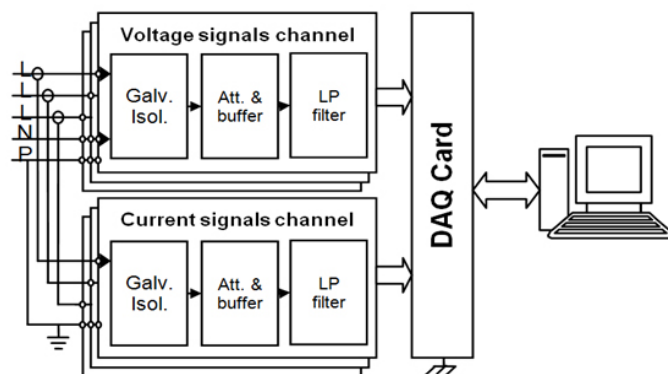 Voltage signals channel
L
L
L
N
P
Galv.
Isol.
Att. &
buffer
LP
filter
DAQ Card
Current signals channel
Galv.
Isol.
Att. &
buffer
LP
filter